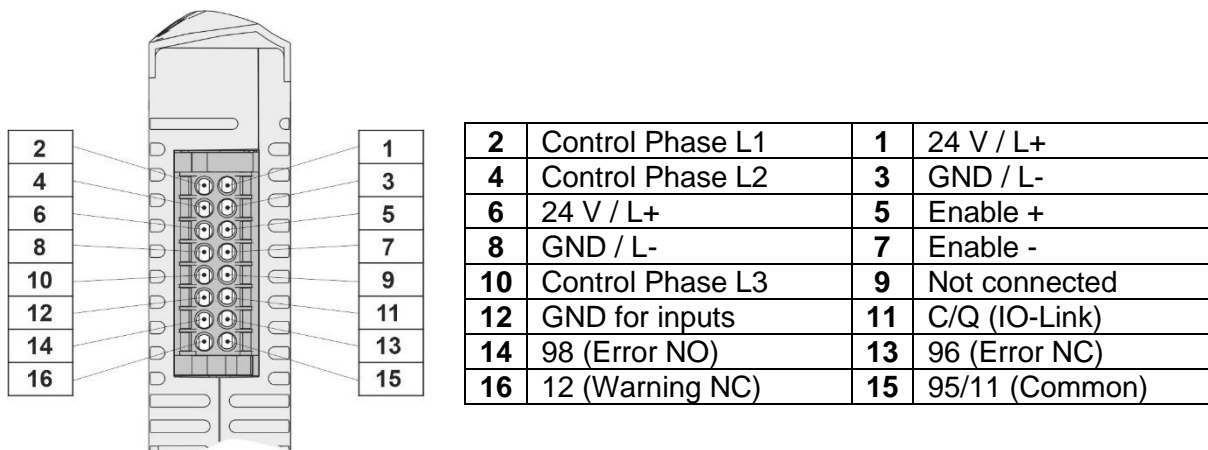 2 1
4 3
6 5
8 7
10 9
12 11
14 13
16 15
2 Control Phase L1 1 24 V / L+
4 Control Phase L2 3 GND / L-
6 24 V / L+ 5 Enable +
8 GND / L- 7 Enable -
10 Control Phase L3 9 Not connected
12 GND for inputs 11 C/Q (IO-Link)
14 98 (Error NO) 13 96 (Error NC)
16 12 (Warning NC) 15 95/11 (Common)